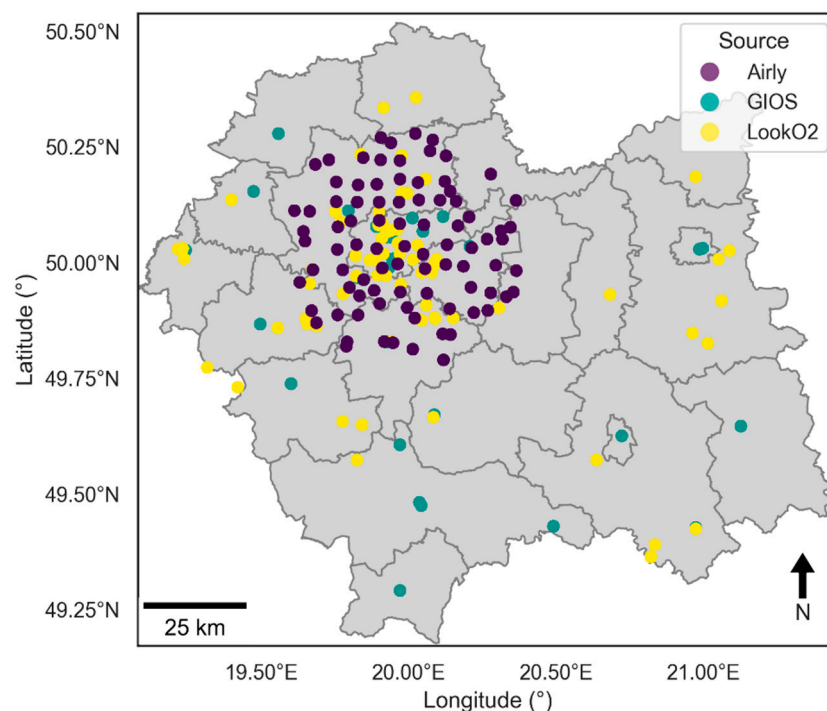 50.50°N
50.25°N
50.00°N
49.75°N
49.50°N
49.25°N
Latitude (°)
Source
Airly
GIOS
LookO2
25 km
N
19.50°E
20.00°E
20.50°E
21.00°E
Longitude (°)